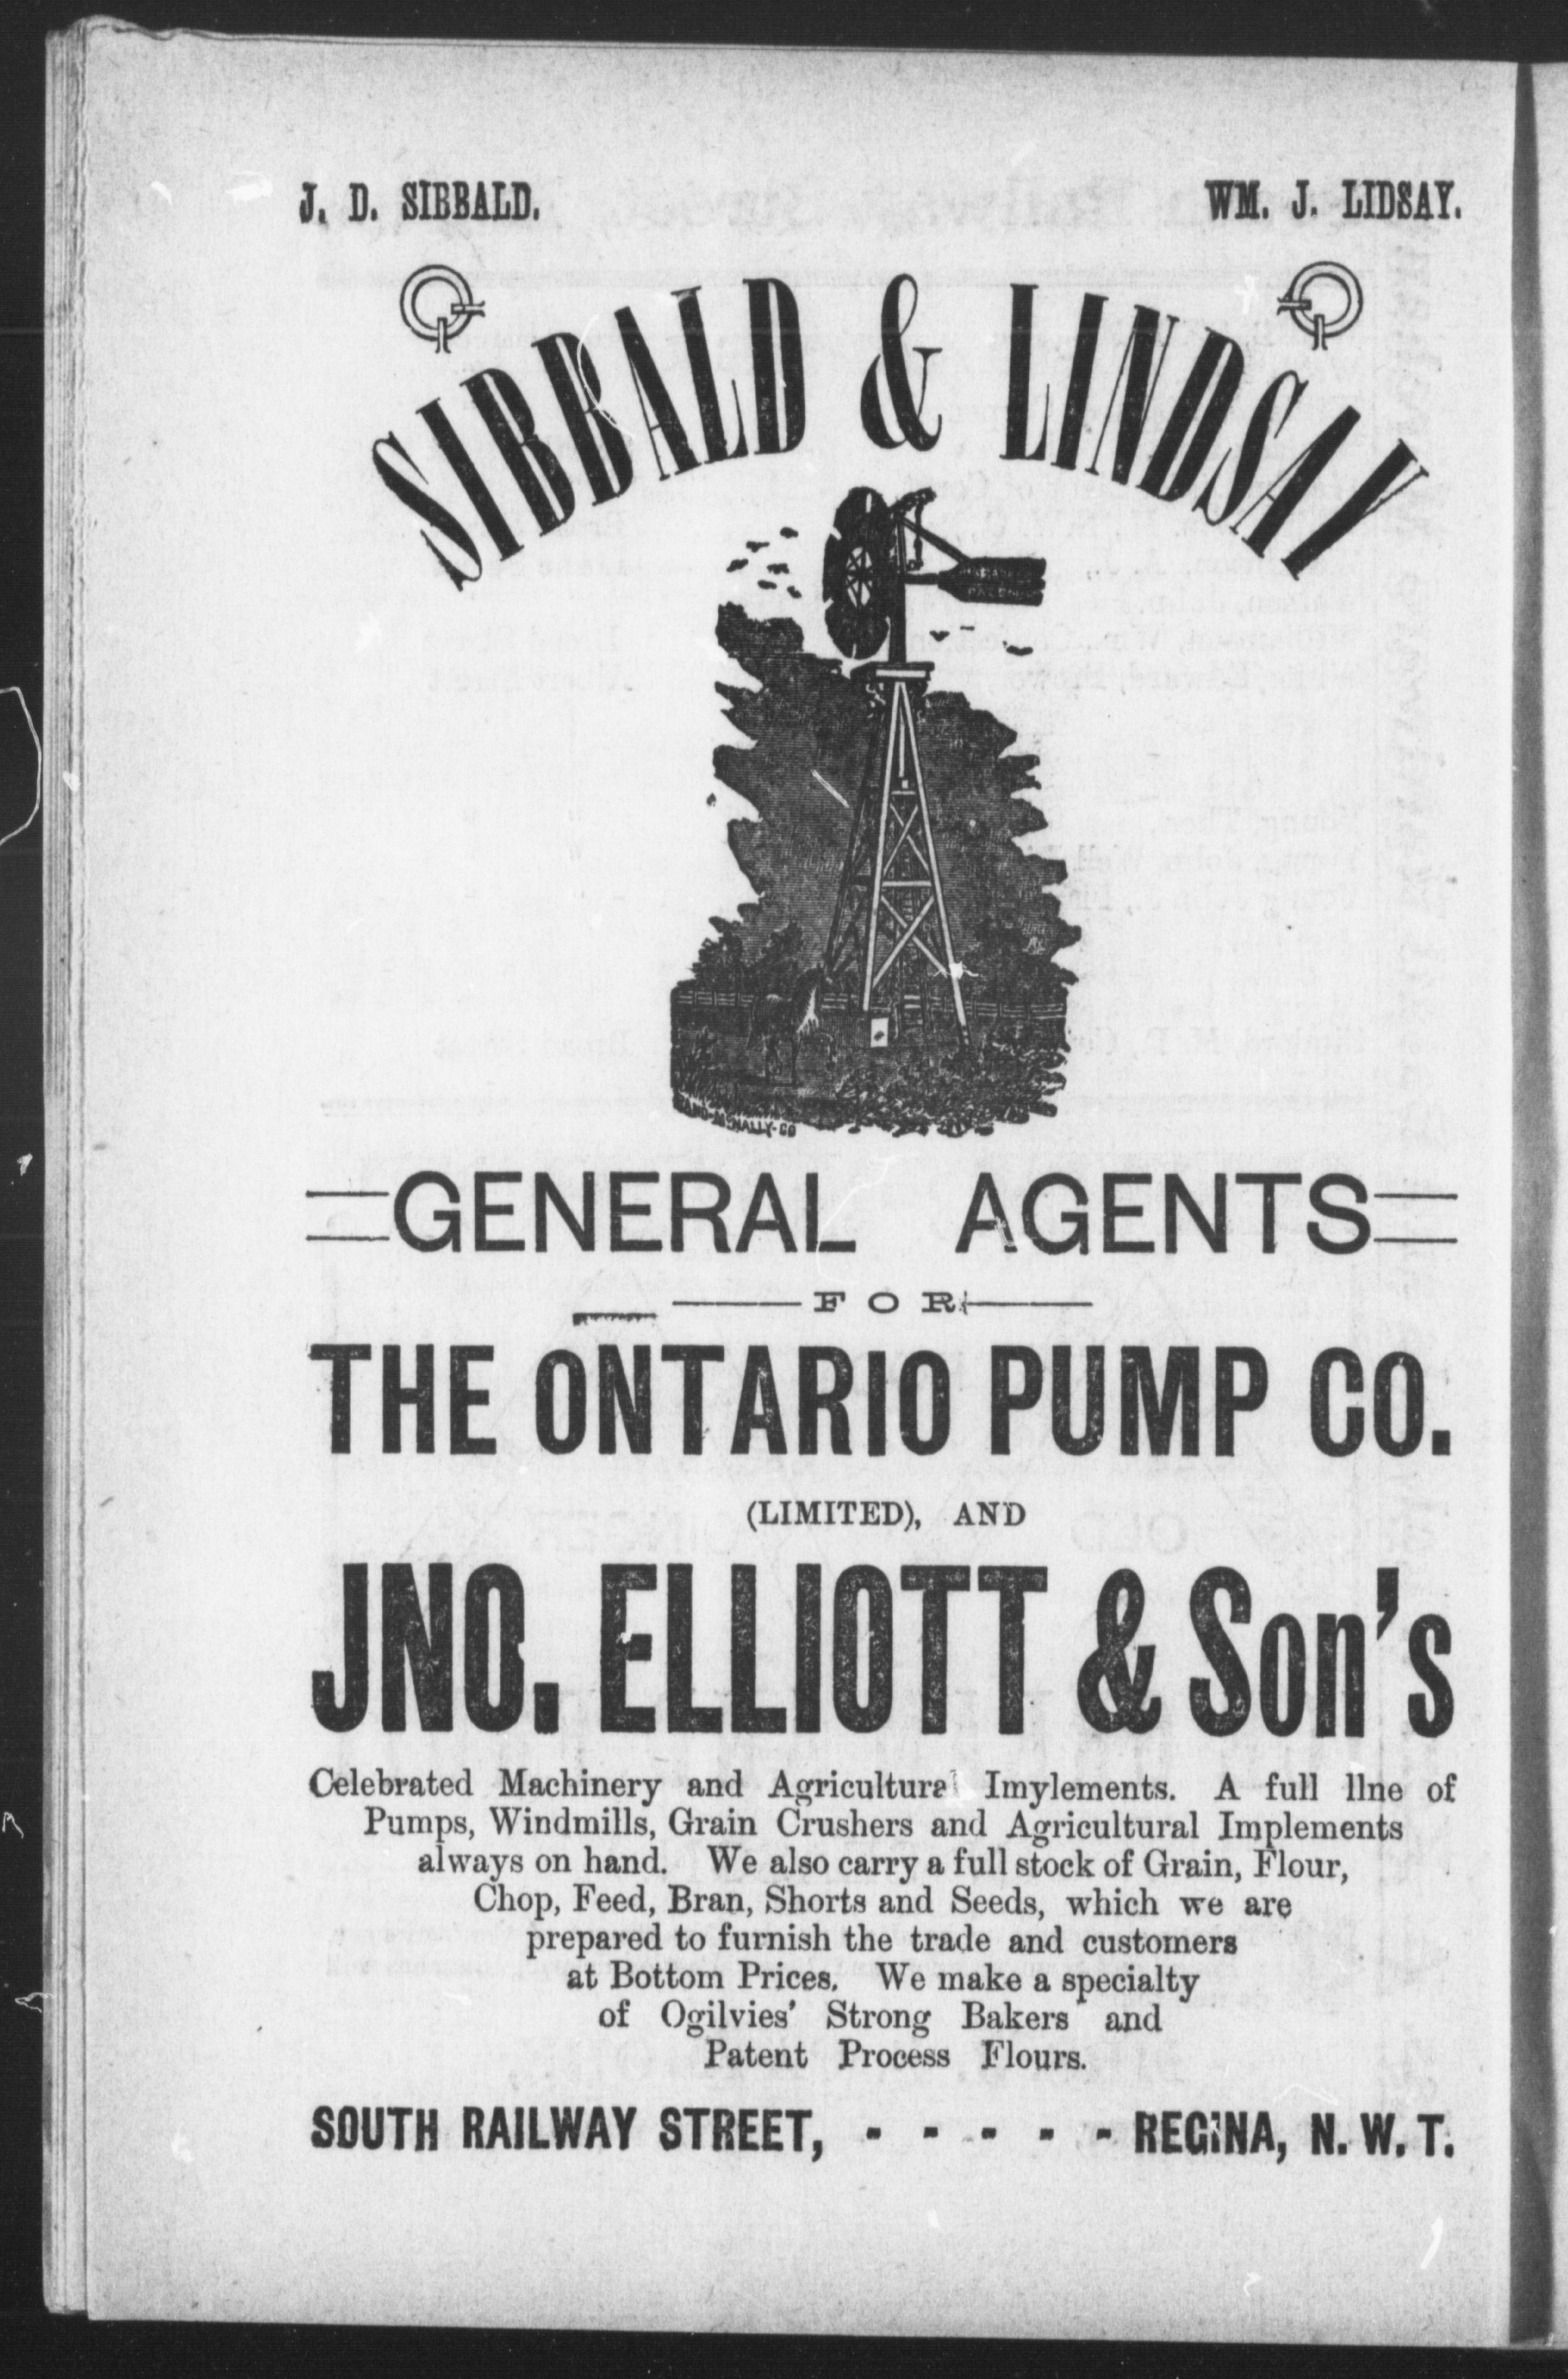 J. D. SIBBALD. WM. J. LIDSAY.
SIBBALD & LINDSAY
GENERAL AGENTS
FOR
THE ONTARIO PUMP CO.
(LIMITED), AND
JNO. ELLIOTT & Son's
Celebrated Machinery and Agricultural Imylements. A full llne of
Pumps, Windmills, Grain Crushers and Agricultural Implements
always on hand. We also carry a full stock of Grain, Flour,
Chop, Feed, Bran, Shorts and Seeds, which we are
prepared to furnish the trade and customers
at Bottom Prices. We make a specialty
of Ogilvies' Strong Bakers and
Patent Process Flours.
SOUTH RAILWAY STREET, - - - - - REGINA, N. W. T.